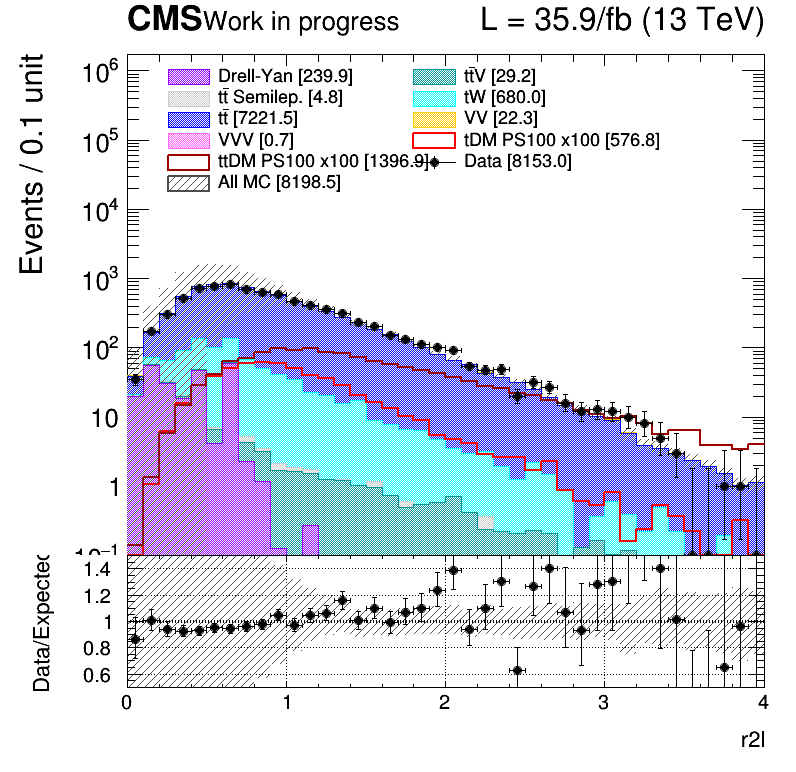 CMS Work in progress L = 35.9/fb (13 TeV)
Events / 0.1 unit
10⁶
10⁵
10⁴
10³
10²
10
1
10⁻¹
Drell-Yan [239.9] tt̄V [29.2]
tt̄ Semilep. [4.8] tW [680.0]
tt̄ [7221.5] VV [22.3]
VVV [0.7] tDM PS100 x100 [576.8]
ttDM PS100 x100 [1396.9] Data [8153.0]
All MC [8198.5]
Data/Expected
1.4
1.2
1
0.8
0.6
0 1 2 3 4
r2l